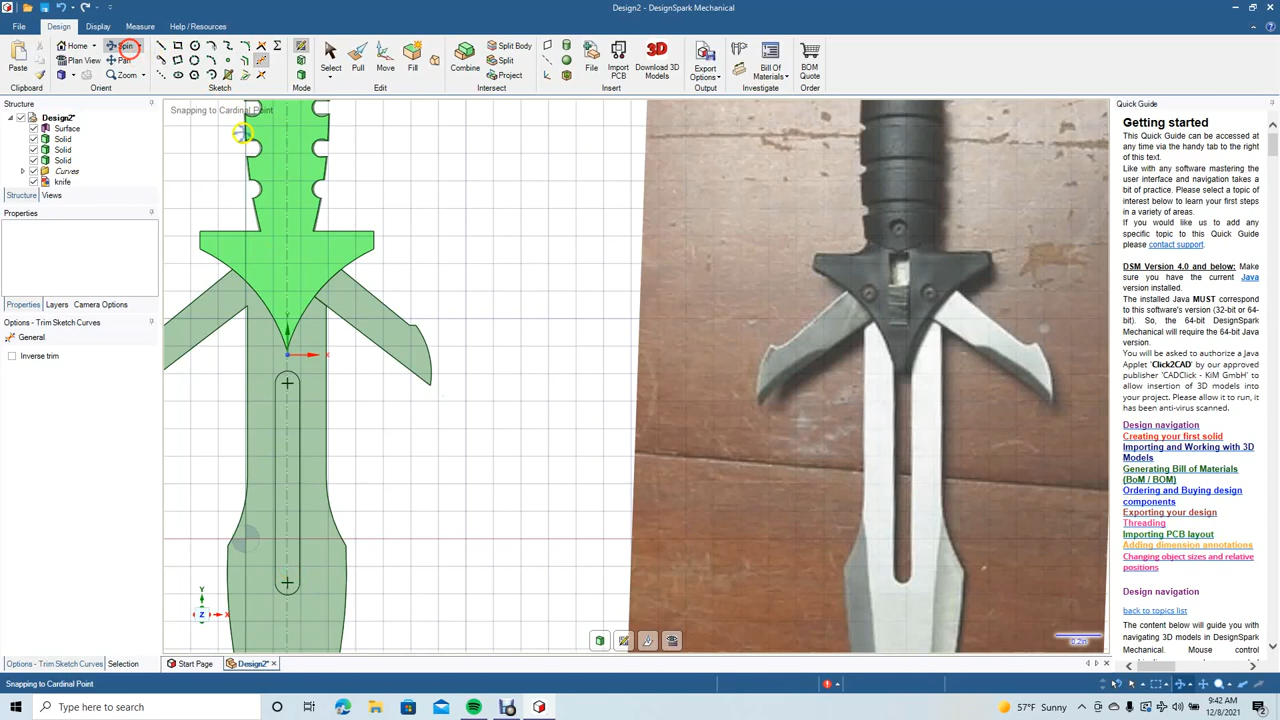 Design2* - DesignSpark Mechanical
File
Design
Display
Measure
Help / Resources
Paste
Home
Plan View
Spin
Pan
Zoom
Select
Pull
Move
Fill
Combine
Split Body
Split
Project
File
Import PCB
Download 3D Models
Export Options
Bill Of Materials
BOM Quote
Clipboard
Orient
Sketch
Mode
Edit
Intersect
Insert
Output
Investigate
Order
Structure
Design2*
Surface
Solid
Solid
Solid
Curves
knife
Structure
Views
Properties
Properties
Layers
Camera Options
Options - Trim Sketch Curves
General
Inverse trim
Options - Trim Sketch Curves
Selection
Snapping to Cardinal Point
Y
X
Z
X
Start Page
Design2*
Quick Guide
Getting started
This Quick Guide can be accessed at
any time via the handy tab to the right
of this text.
Like with any software mastering the
user interface and navigation takes a
bit of practice. Please select a topic of
interest below to learn your first steps
in a variety of areas.
If you would like us to add any
specific topic to this Quick Guide
please contact support.
DSM Version 4.0 and below: Make
sure you have the current Java
version installed.
The installed Java MUST correspond
to this software's version (32-bit or 64-
bit). So, the 64-bit DesignSpark
Mechanical will require the 64-bit Java
version.
You will be asked to authorize a Java
Applet 'Click2CAD' by our approved
publisher 'CADClick - KiM GmbH' to
allow insertion of 3D models into
your project. Please allow it to run, it
has been anti-virus scanned.
Design navigation
Creating your first solid
Importing and Working with 3D
Models
Generating Bill of Materials
(BoM / BOM)
Ordering and Buying design
components
Exporting your design
Threading
Importing PCB layout
Adding dimension annotations
Changing object sizes and relative
positions
Design navigation
back to topics list
The content below will guide you with
navigating 3D models in DesignSpark
Mechanical. Mouse control
Snapping to Cardinal Point
Type here to search
57°F Sunny
9:42 AM
12/8/2021